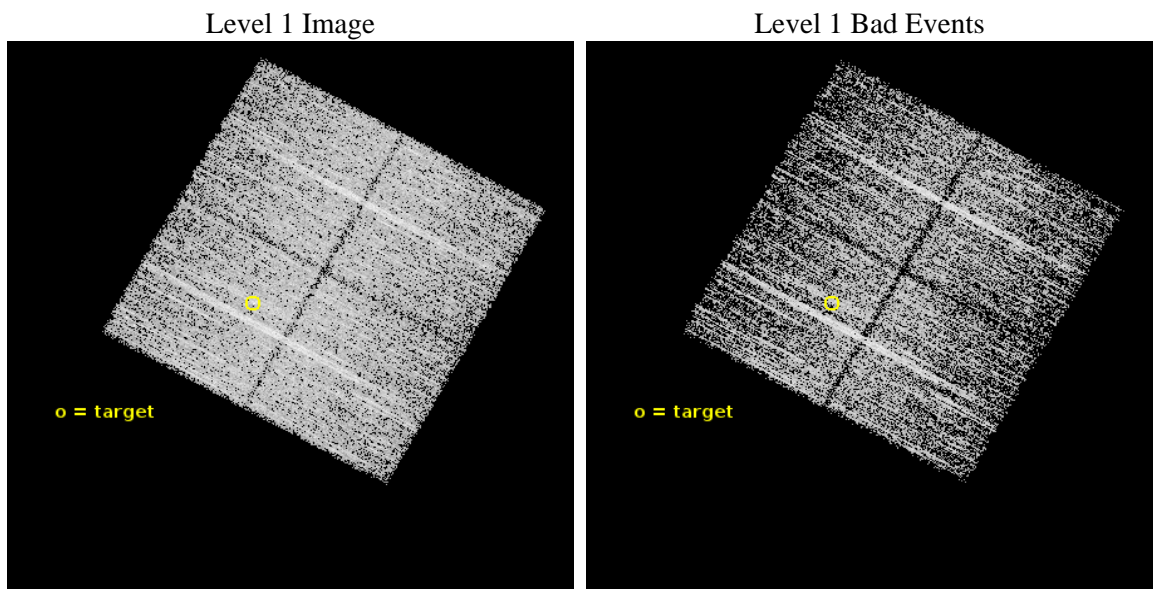 Level 1 Image
Level 1 Bad Events
o = target
o = target